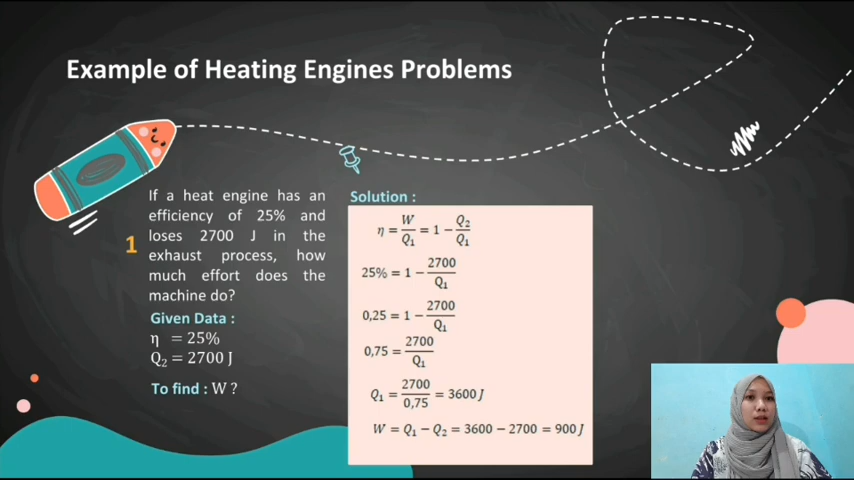 Example of Heating Engines Problems
1
If a heat engine has an
efficiency of 25% and
loses 2700 J in the
exhaust process, how
much effort does the
machine do?
Given Data :
η = 25%
Q₂ = 2700 J
To find : W ?
Solution :
η = W/Q₁ = 1 − Q₂/Q₁
25% = 1 − 2700/Q₁
0,25 = 1 − 2700/Q₁
0,75 = 2700/Q₁
Q₁ = 2700/0,75 = 3600 J
W = Q₁ − Q₂ = 3600 − 2700 = 900 J